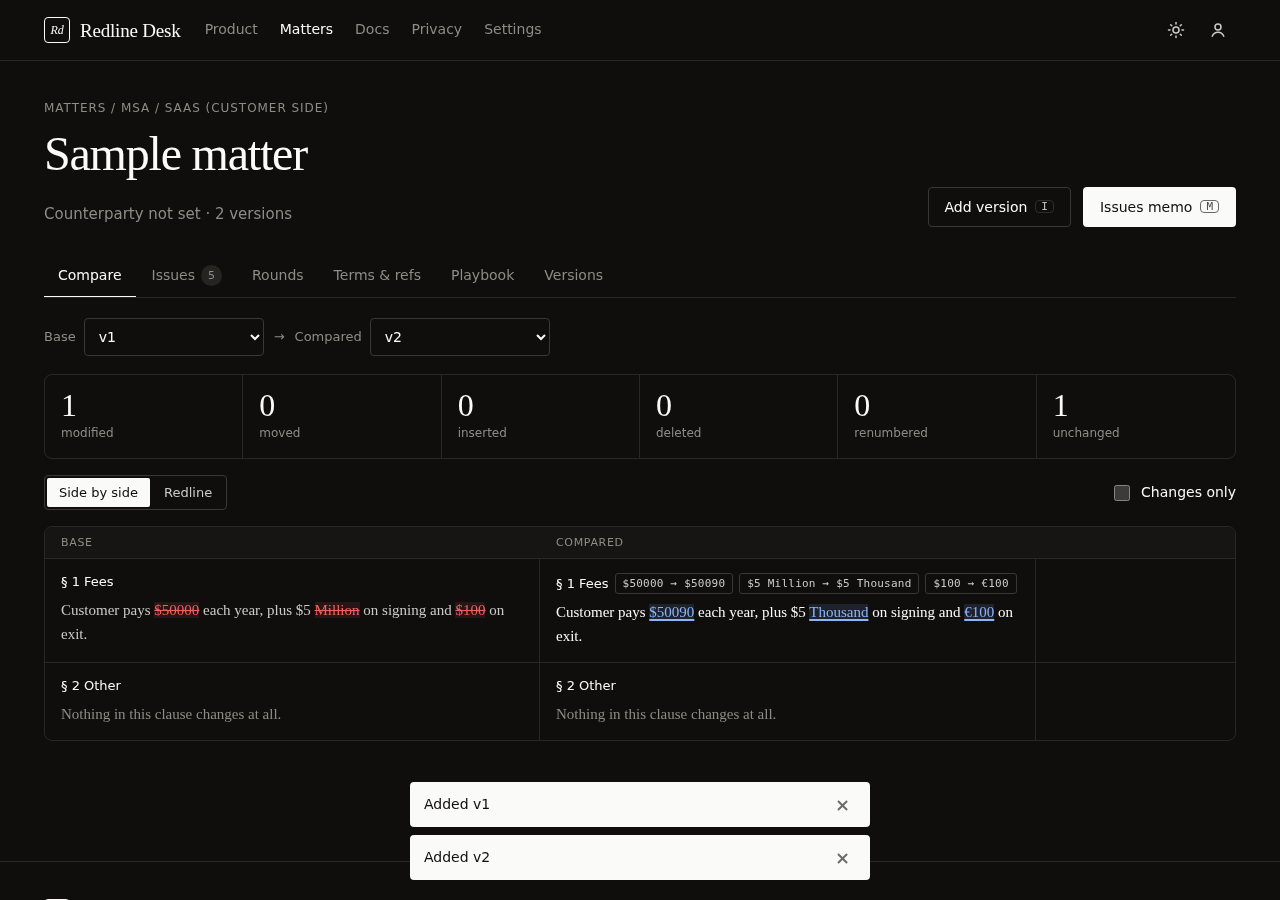 Rd Redline Desk Product Matters Docs Privacy Settings
MATTERS / MSA / SAAS (CUSTOMER SIDE)
Sample matter
Counterparty not set · 2 versions
Add version I Issues memo M
Compare Issues 5 Rounds Terms & refs Playbook Versions
Base v1 → Compared v2
1 0 0 0 0 1
modified moved inserted deleted renumbered unchanged
Side by side Redline Changes only
BASE COMPARED
§ 1 Fees
Customer pays $50000 each year, plus $5 Million on signing and $100 on
exit.
§ 1 Fees $50000 → $50090 $5 Million → $5 Thousand $100 → €100
Customer pays $50090 each year, plus $5 Thousand on signing and €100 on
exit.
§ 2 Other
Nothing in this clause changes at all.
§ 2 Other
Nothing in this clause changes at all.
Added v1 ×
Added v2 ×